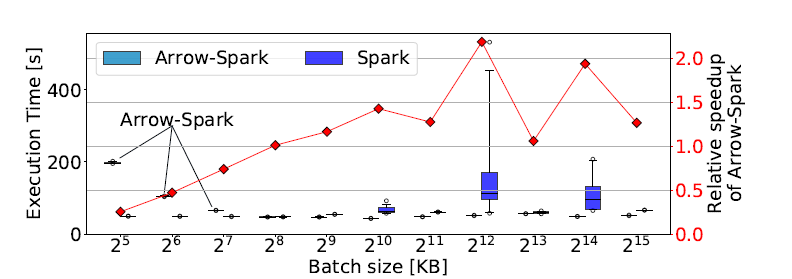 Arrow-Spark Spark
Arrow-Spark
Execution Time [s]
400
200
0
2.0
1.5
1.0
0.5
0.0
Relative speedup
of Arrow-Spark
2^5 2^6 2^7 2^8 2^9 2^10 2^11 2^12 2^13 2^14 2^15
Batch size [KB]